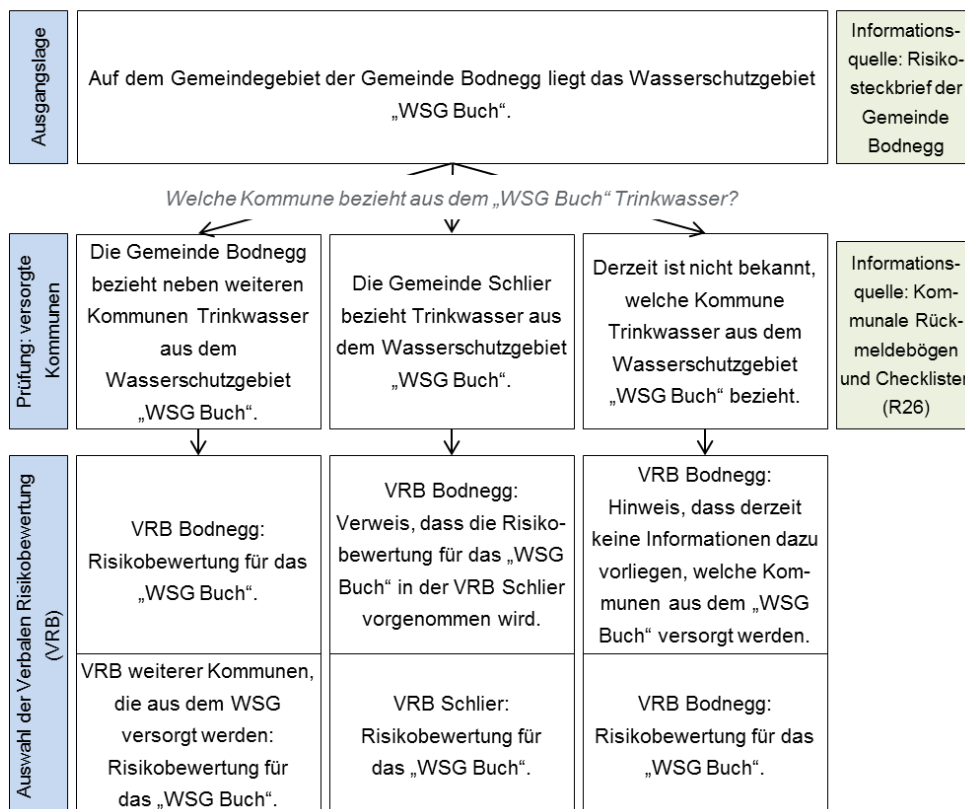 Ausgangslage
Auf dem Gemeindegebiet der Gemeinde Bodnegg liegt das Wasserschutzgebiet
„WSG Buch“.
Informations-
quelle: Risiko-
steckbrief der
Gemeinde
Bodnegg
Welche Kommune bezieht aus dem „WSG Buch“ Trinkwasser?
Prüfung: versorgte
Kommunen
Die Gemeinde Bodnegg
bezieht neben weiteren
Kommunen Trinkwasser
aus dem
Wasserschutzgebiet
„WSG Buch“.
Die Gemeinde Schlier
bezieht Trinkwasser aus
dem Wasserschutzgebiet
„WSG Buch“.
Derzeit ist nicht bekannt,
welche Kommune
Trinkwasser aus dem
Wasserschutzgebiet
„WSG Buch“ bezieht.
Informations-
quelle: Kom-
munale Rück-
meldebögen
und Checklisten
(R26)
Auswahl der Verbalen Risikobewertung
(VRB)
VRB Bodnegg:
Risikobewertung für das
„WSG Buch“.
VRB Bodnegg:
Verweis, dass die Risiko-
bewertung für das „WSG
Buch“ in der VRB Schlier
vorgenommen wird.
VRB Bodnegg:
Hinweis, dass derzeit
keine Informationen dazu
vorliegen, welche Kom-
munen aus dem „WSG
Buch“ versorgt werden.
VRB weiterer Kommunen,
die aus dem WSG
versorgt werden:
Risikobewertung für
das „WSG Buch“.
VRB Schlier:
Risikobewertung für
das „WSG Buch“.
VRB Bodnegg:
Risikobewertung für das
„WSG Buch“.